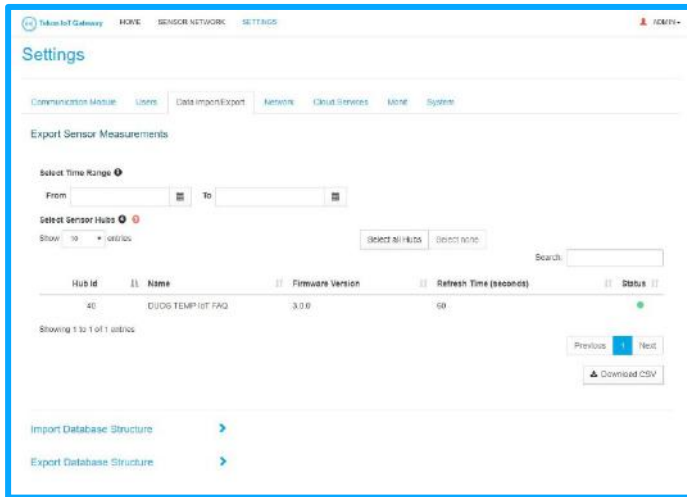 Tekon IoT Gateway HOME SENSOR NETWORK SETTINGS ADMIN
Settings
Communication Module Users Data Import/Export Network Cloud Services Monit System
Export Sensor Measurements
Select Time Range
From To
Select Sensor Hubs
Show 10 entries Select all Hubs Select none
Search:
Hub Id Name Firmware Version Refresh Time (seconds) Status
40 DUOS TEMP IoT FAQ 3.0.0 60
Showing 1 to 1 of 1 entries
Previous 1 Next
Download CSV
Import Database Structure
Export Database Structure